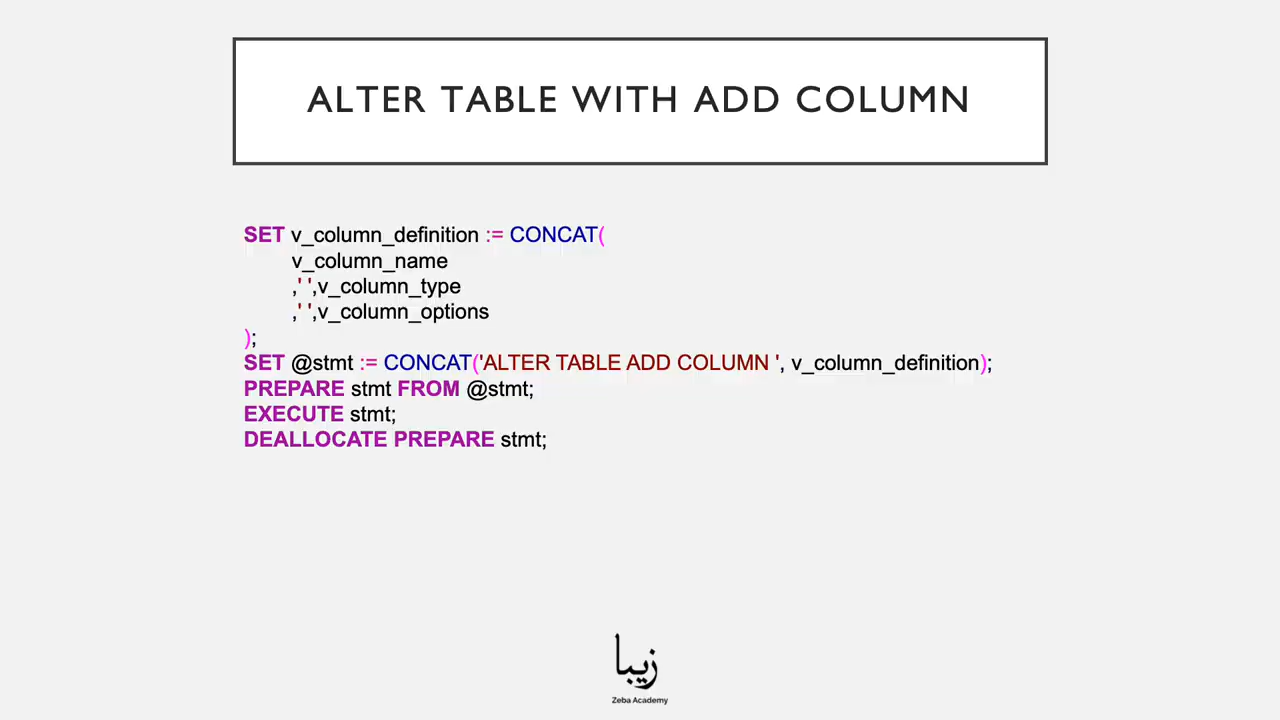 ALTER TABLE WITH ADD COLUMN
SET v_column_definition := CONCAT(
v_column_name
,' ',v_column_type
,' ',v_column_options
);
SET @stmt := CONCAT('ALTER TABLE ADD COLUMN ', v_column_definition);
PREPARE stmt FROM @stmt;
EXECUTE stmt;
DEALLOCATE PREPARE stmt;
زيبا
Zeba Academy